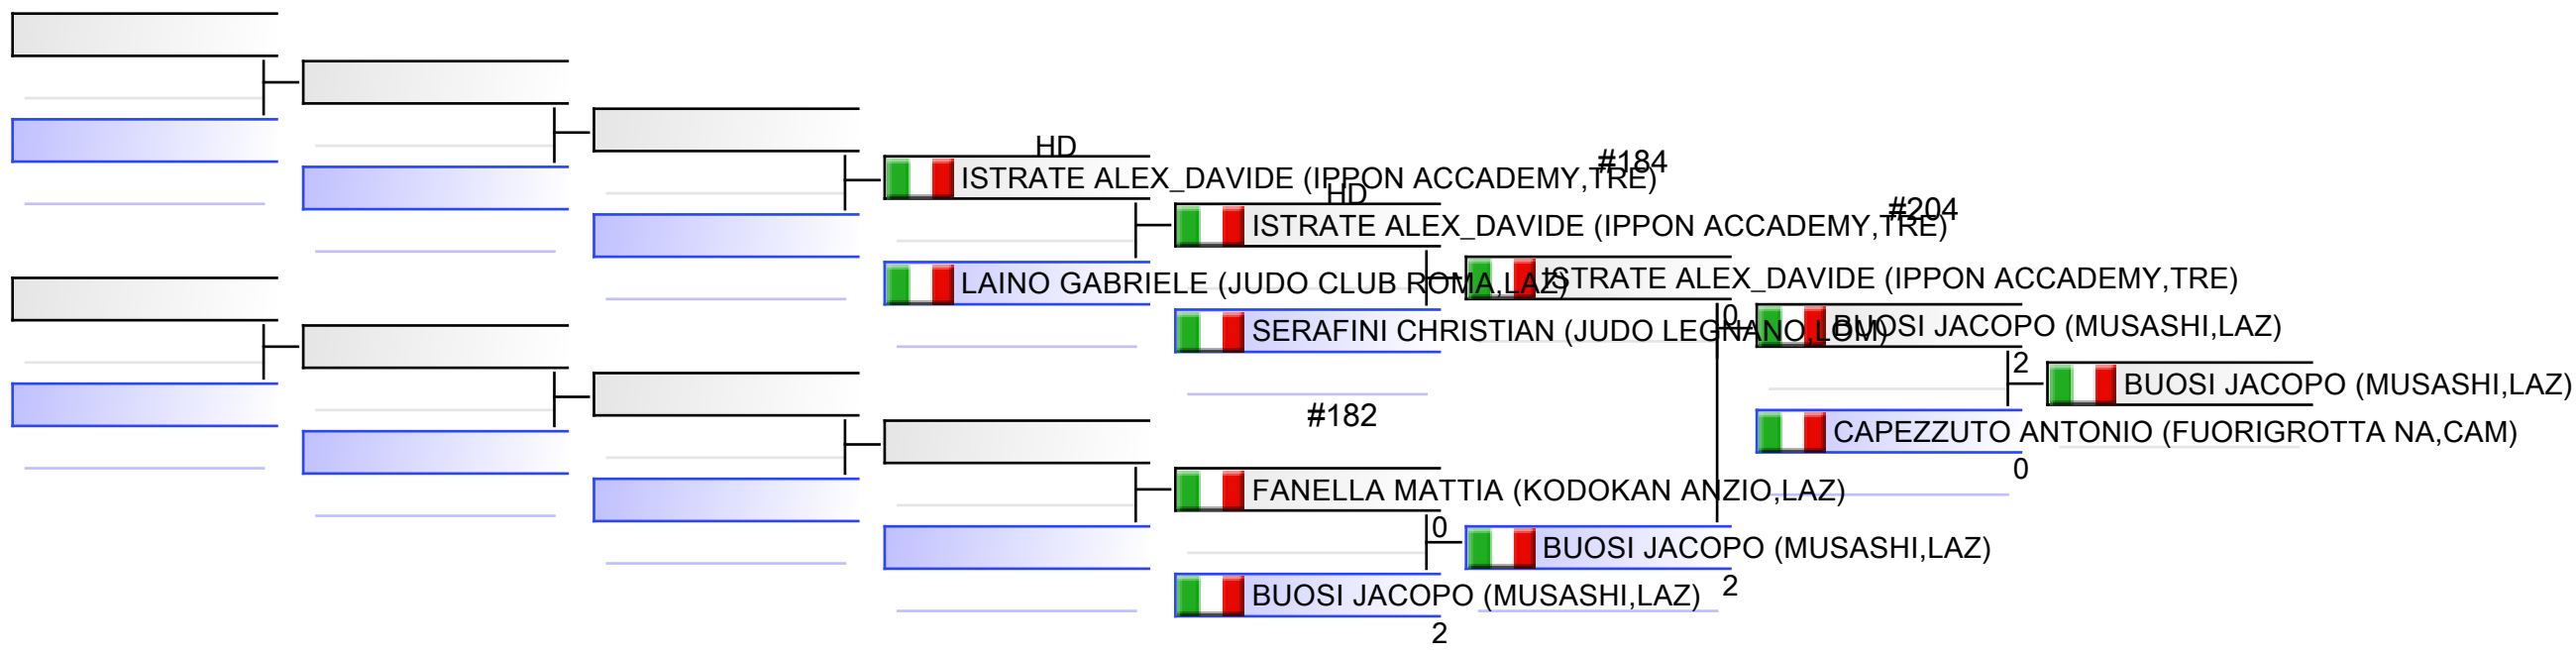 HD
ISTRATE ALEX_DAVIDE (IPPON ACCADEMY,TRE)
LAINO GABRIELE (JUDO CLUB ROMA,LAZ)
HD
ISTRATE ALEX_DAVIDE (IPPON ACCADEMY,TRE)
SERAFINI CHRISTIAN (JUDO LEGNANO,LOM)
#182
FANELLA MATTIA (KODOKAN ANZIO,LAZ)
0
BUOSI JACOPO (MUSASHI,LAZ)
2
#184
ISTRATE ALEX_DAVIDE (IPPON ACCADEMY,TRE)
0
BUOSI JACOPO (MUSASHI,LAZ)
2
#204
BUOSI JACOPO (MUSASHI,LAZ)
2
CAPEZZUTO ANTONIO (FUORIGROTTA NA,CAM)
0
BUOSI JACOPO (MUSASHI,LAZ)